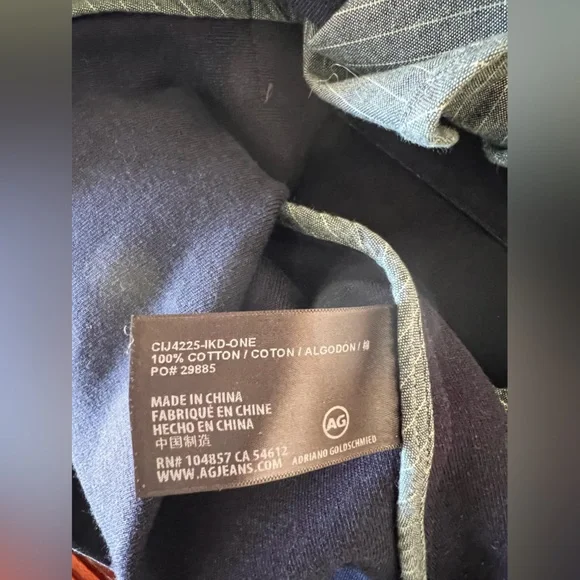 CIJ4225-IKD-ONE
100% COTTON / COTON / ALGODÓN / 棉
PO# 29885
MADE IN CHINA
FABRIQUÉ EN CHINE
HECHO EN CHINA
中国制造
RN# 104857 CA 54612
WWW.AGJEANS.COM
AG
ADRIANO GOLDSCHMIED